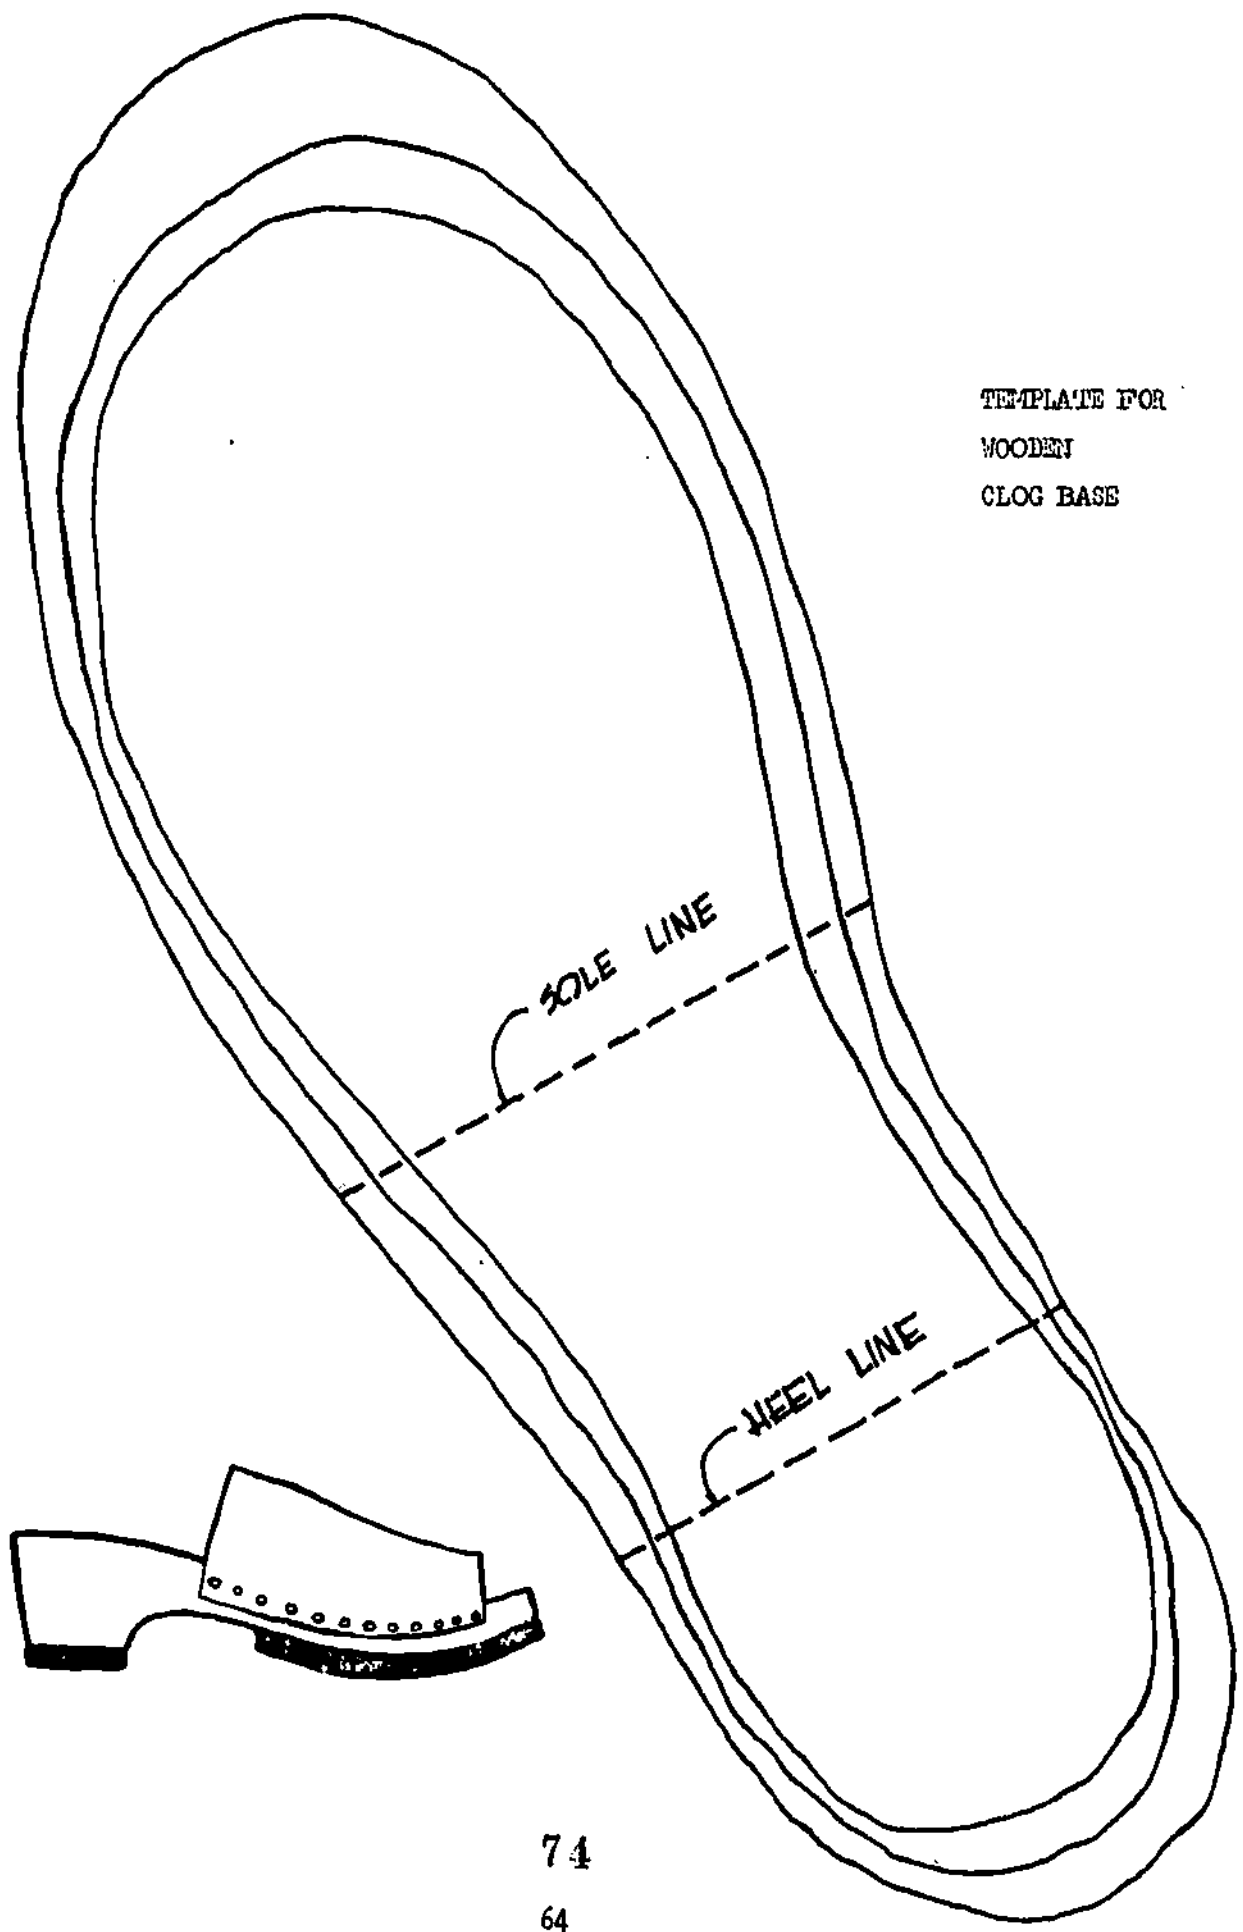 TEMPLATE FOR
WOODEN
CLOG BASE
SOLE LINE
HEEL LINE
74
64